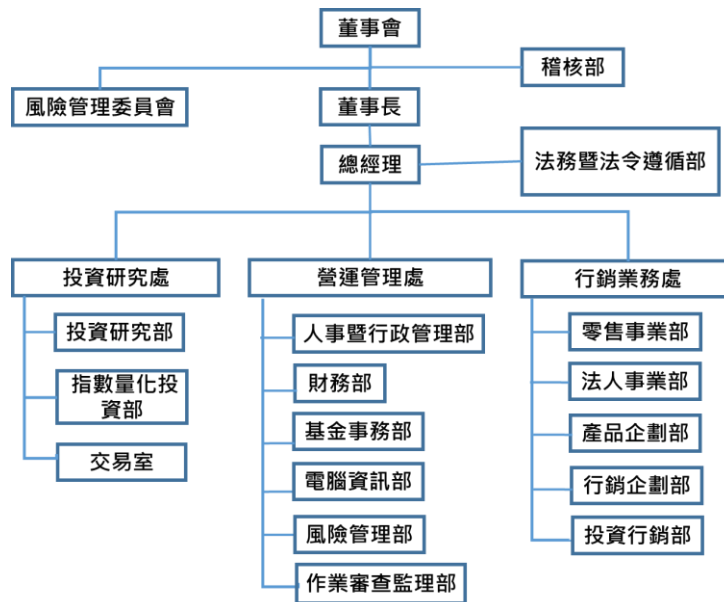 董事會
稽核部
風險管理委員會
董事長
總經理
法務暨法令遵循部
投資研究處
營運管理處
行銷業務處
投資研究部
指數量化投
資部
交易室
人事暨行政管理部
財務部
基金事務部
電腦資訊部
風險管理部
作業審查監理部
零售事業部
法人事業部
產品企劃部
行銷企劃部
投資行銷部